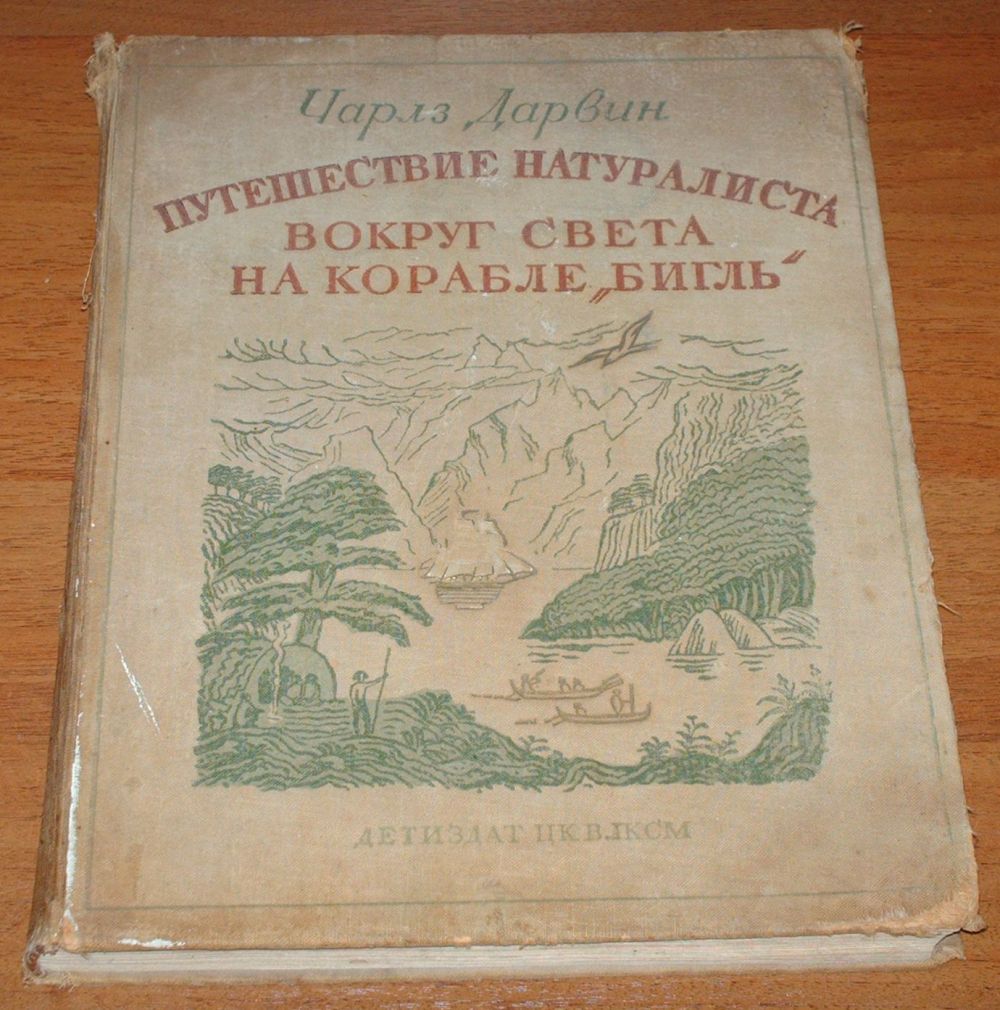 Чарлз Дарвин
ПУТЕШЕСТВИЕ НАТУРАЛИСТА
ВОКРУГ СВЕТА
НА КОРАБЛЕ „БИГЛЬ“
ДЕТИЗДАТ ЦК ВЛКСМ